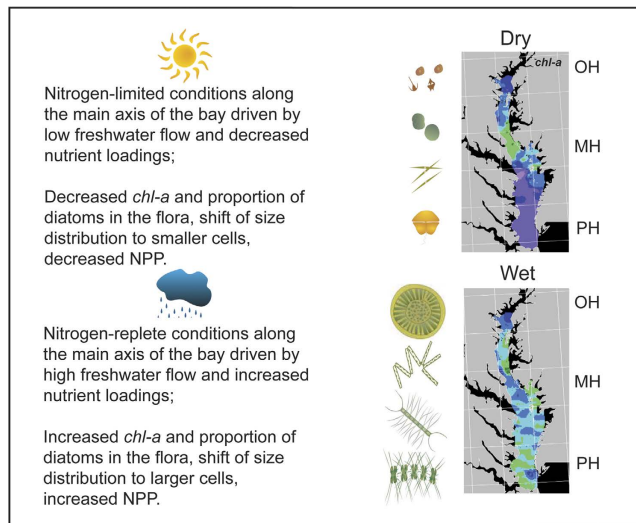 Nitrogen-limited conditions along
the main axis of the bay driven by
low freshwater flow and decreased
nutrient loadings;
Decreased chl-a and proportion of
diatoms in the flora, shift of size
distribution to smaller cells,
decreased NPP.
Nitrogen-replete conditions along
the main axis of the bay driven by
high freshwater flow and increased
nutrient loadings;
Increased chl-a and proportion of
diatoms in the flora, shift of size
distribution to larger cells,
increased NPP.
Dry
chl-a
OH
MH
PH
Wet
OH
MH
PH